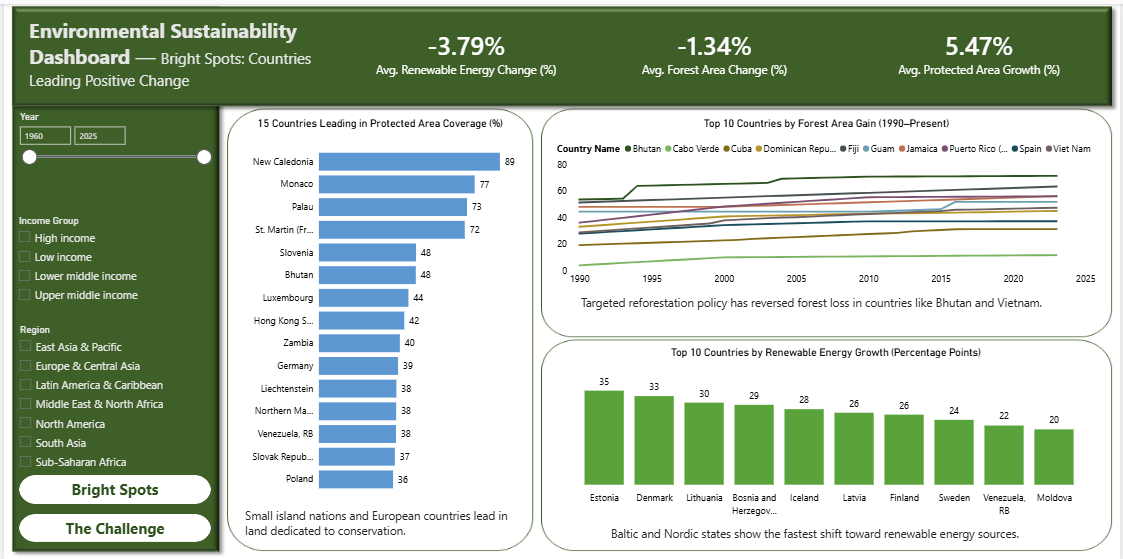 Environmental Sustainability
Dashboard — Bright Spots: Countries
Leading Positive Change
-3.79%
Avg. Renewable Energy Change (%)
-1.34%
Avg. Forest Area Change (%)
5.47%
Avg. Protected Area Growth (%)
Year
1960 2025
Income Group
High income
Low income
Lower middle income
Upper middle income
Region
East Asia & Pacific
Europe & Central Asia
Latin America & Caribbean
Middle East & North Africa
North America
South Asia
Sub-Saharan Africa
Bright Spots
The Challenge
15 Countries Leading in Protected Area Coverage (%)
New Caledonia 89
Monaco 77
Palau 73
St. Martin (Fr... 72
Slovenia 48
Bhutan 48
Luxembourg 44
Hong Kong S... 42
Zambia 40
Germany 39
Liechtenstein 38
Northern Ma... 38
Venezuela, RB 38
Slovak Repub... 37
Poland 36
Small island nations and European countries lead in
land dedicated to conservation.
Top 10 Countries by Forest Area Gain (1990–Present)
Country Name Bhutan Cabo Verde Cuba Dominican Repu... Fiji Guam Jamaica Puerto Rico (... Spain Viet Nam
80
60
40
20
0
1990 1995 2000 2005 2010 2015 2020 2025
Targeted reforestation policy has reversed forest loss in countries like Bhutan and Vietnam.
Top 10 Countries by Renewable Energy Growth (Percentage Points)
35 33 30 29 28 26 26 24 22 20
Estonia Denmark Lithuania Bosnia and Iceland Latvia Finland Sweden Venezuela, Moldova
Herzegov... RB
Baltic and Nordic states show the fastest shift toward renewable energy sources.